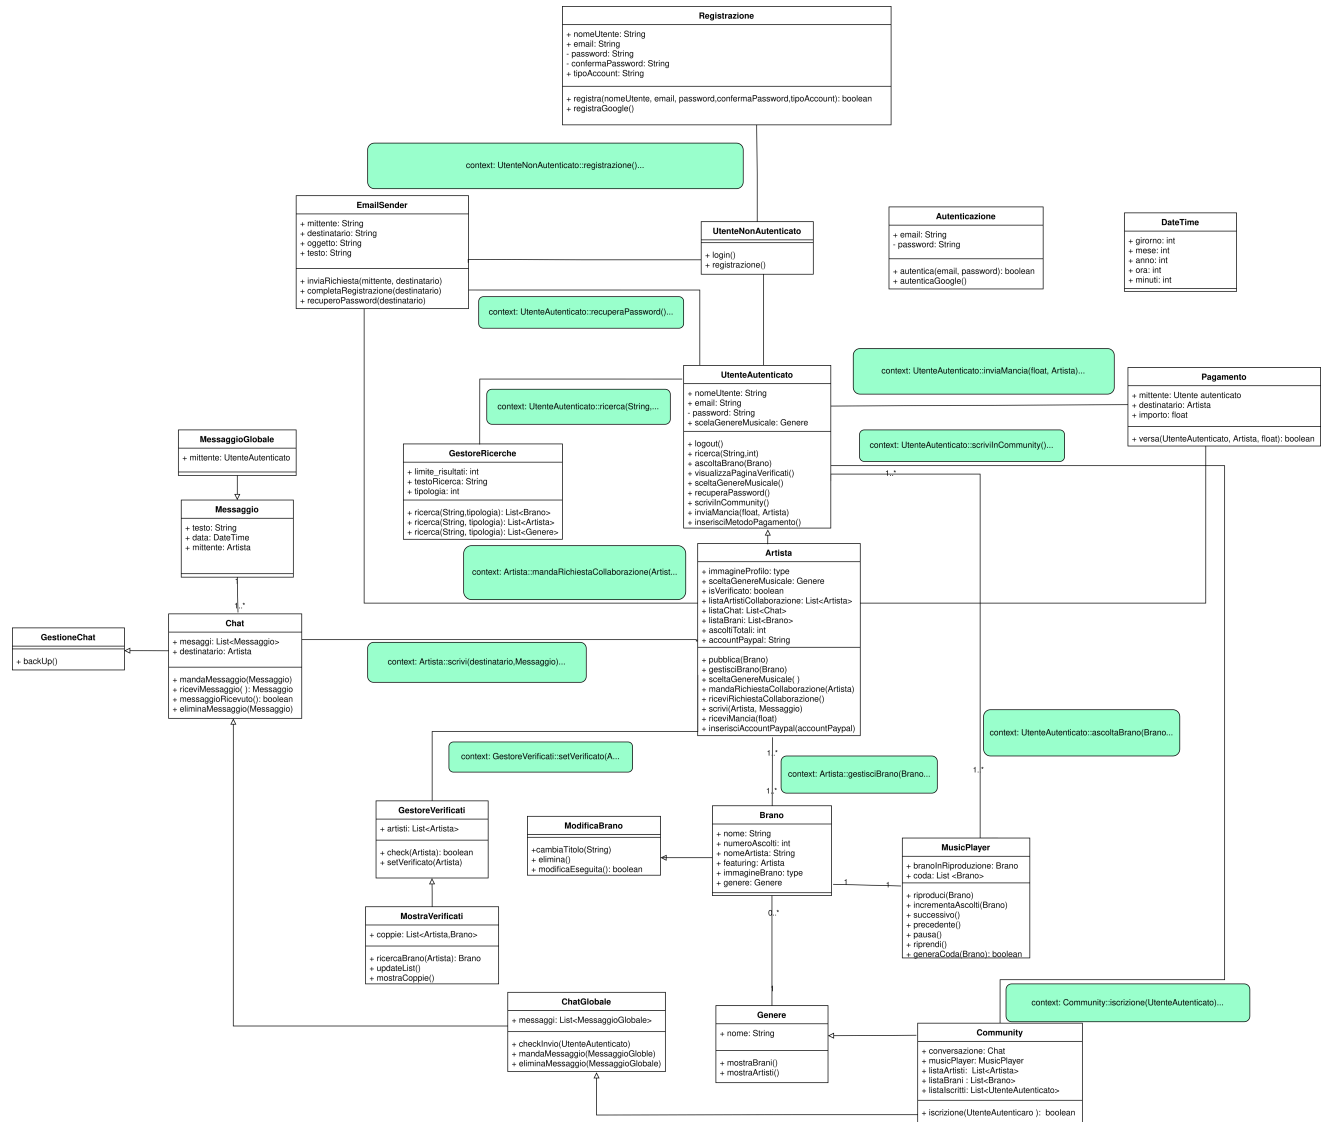 Registrazione
+ nomeUtente: String
+ email: String
- password: String
- confermaPassword: String
+ tipoAccount: String
+ registra(nomeUtente, email, password,confermaPassword,tipoAccount): boolean
+ registraGoogle()
context: UtenteNonAutenticato::registrazione()...
EmailSender
+ mittente: String
+ destinatario: String
+ oggetto: String
+ testo: String
+ inviaRichiesta(mittente, destinatario)
+ completaRegistrazione(destinatario)
+ recuperoPassword(destinatario)
UtenteNonAutenticato
+ login()
+ registrazione()
Autenticazione
+ email: String
- password: String
+ autentica(email, password): boolean
+ autenticaGoogle()
DateTime
+ girorno: int
+ mese: int
+ anno: int
+ ora: int
+ minuti: int
context: UtenteAutenticato::recuperaPassword()...
context: UtenteAutenticato::inviaMancia(float, Artista)...
UtenteAutenticato
+ nomeUtente: String
+ email: String
- password: String
+ scelaGenereMusicale: Genere
+ logout()
+ ricerca(String,int)
+ ascoltaBrano(Brano)
+ visualizzaPaginaVerificati()
+ sceltaGenereMusicale()
+ recuperaPassword()
+ scriviInCommunity()
+ inviaMancia(float, Artista)
+ inserisciMetodoPagamento()
Pagamento
+ mittente: Utente autenticato
+ destinatario: Artista
+ importo: float
+ versa(UtenteAutenticato, Artista, float): boolean
context: UtenteAutenticato::ricerca(String,...
context: UtenteAutenticato::scriviInCommunity()...
1..*
MessaggioGlobale
+ mittente: UtenteAutenticato
GestoreRicerche
+ limite_risultati: int
+ testoRicerca: String
+ tipologia: int
+ ricerca(String,tipologia): List<Brano>
+ ricerca(String, tipologia): List<Artista>
+ ricerca(String, tipologia): List<Genere>
Messaggio
+ testo: String
+ data: DateTime
+ mittente: Artista
1
1..*
context: Artista::mandaRichiestaCollaborazione(Artist...
Artista
+ immagineProfilo: type
+ sceltaGenereMusicale: Genere
+ isVerificato: boolean
+ listaArtistiCollaborazione: List<Artista>
+ listaChat: List<Chat>
+ listaBrani: List<Brano>
+ ascoltiTotali: int
+ accountPaypal: String
+ pubblica(Brano)
+ gestisciBrano(Brano)
+ sceltaGenereMusicale( )
+ mandaRichiestaCollaborazione(Artista)
+ riceviRichiestaCollaborazione()
+ scrivi(Artista, Messaggio)
+ riceviMancia(float)
+ inserisciAccountPaypal(accountPaypal)
GestioneChat
+ backUp()
Chat
+ mesaggi: List<Messaggio>
+ destinatario: Artista
+ mandaMessaggio(Messaggio)
+ riceviMessaggio( ): Messaggio
+ messaggioRicevuto(): boolean
+ eliminaMessaggio(Messaggio)
context: Artista::scrivi(destinatario,Messaggio)...
context: GestoreVerificati::setVerificato(A...
1..*
1..*
context: Artista::gestisciBrano(Brano...
context: UtenteAutenticato::ascoltaBrano(Brano...
1..*
GestoreVerificati
+ artisti: List<Artista>
+ check(Artista): boolean
+ setVerificato(Artista)
ModificaBrano
+cambiaTitolo(String)
+ elimina()
+ modificaEseguita(): boolean
Brano
+ nome: String
+ numeroAscolti: int
+ nomeArtista: String
+ featuring: Artista
+ immagineBrano: type
+ genere: Genere
1
1
MusicPlayer
+ branoInRiproduzione: Brano
+ coda: List <Brano>
+ riproduci(Brano)
+ incrementaAscolti(Brano)
+ successivo()
+ precedente()
+ pausa()
+ riprendi()
+ generaCoda(Brano): boolean
MostraVerificati
+ coppie: List<Artista,Brano>
+ ricercaBrano(Artista): Brano
+ updateList()
+ mostraCoppie()
0..*
1
ChatGlobale
+ messaggi: List<MessaggioGlobale>
+ checkInvio(UtenteAutenticato)
+ mandaMessaggio(MessaggioGloble)
+ eliminaMessaggio(MessaggioGlobale)
Genere
+ nome: String
+ mostraBrani()
+ mostraArtisti()
context: Community::iscrizione(UtenteAutenticato)...
Community
+ conversazione: Chat
+ musicPlayer: MusicPlayer
+ listaArtisti:  List<Artista>
+ listaBrani : List<Brano>
+ listaIscritti: List<UtenteAutenticato>
+ iscrizione(UtenteAutenticaro ):  boolean